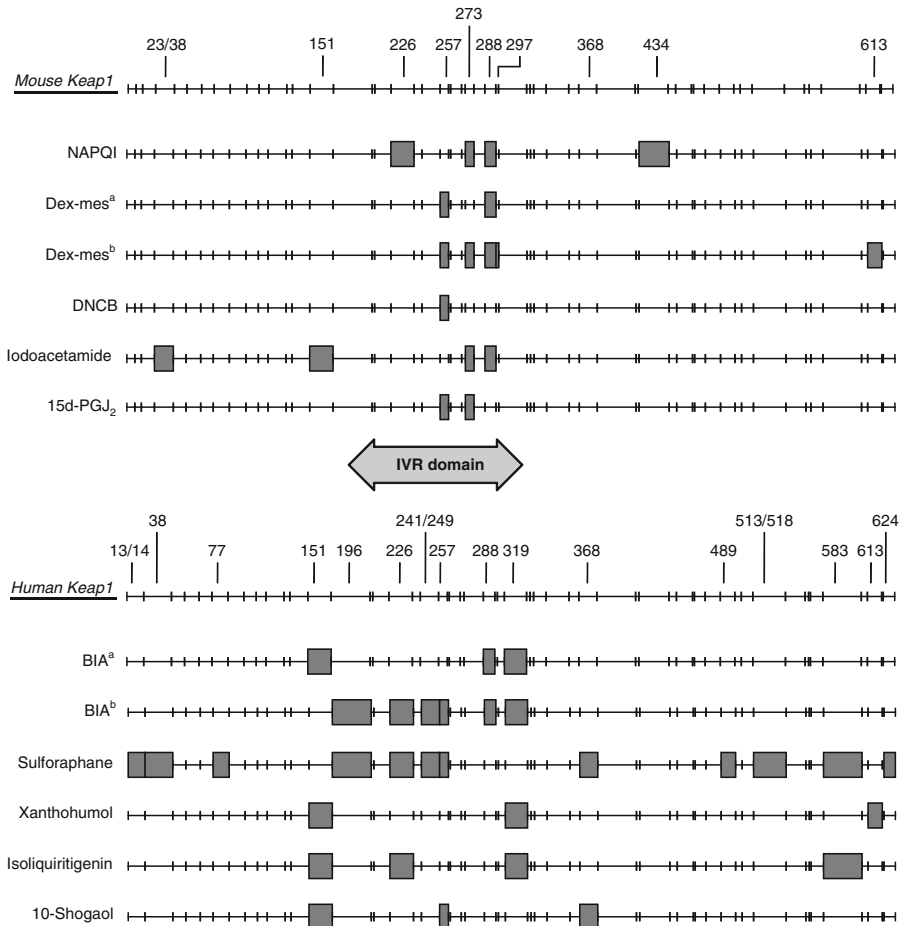 273
23/38 151 226 257 288 297 368 434 613
Mouse Keap1
NAPQI
Dex-mesᵃ
Dex-mesᵇ
DNCB
Iodoacetamide
15d-PGJ₂
IVR domain
38 241/249 513/518 624
13/14 77 151 196 226 257 288 319 368 489 583 613
Human Keap1
BIAᵃ
BIAᵇ
Sulforaphane
Xanthohumol
Isoliquiritigenin
10-Shogaol